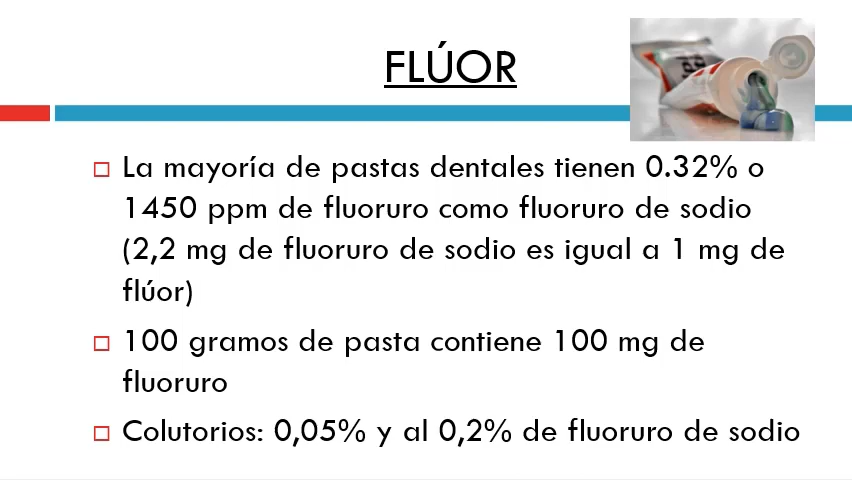 FLÚOR
La mayoría de pastas dentales tienen 0.32% o
1450 ppm de fluoruro como fluoruro de sodio
(2,2 mg de fluoruro de sodio es igual a 1 mg de
flúor)
100 gramos de pasta contiene 100 mg de
fluoruro
Colutorios: 0,05% y al 0,2% de fluoruro de sodio